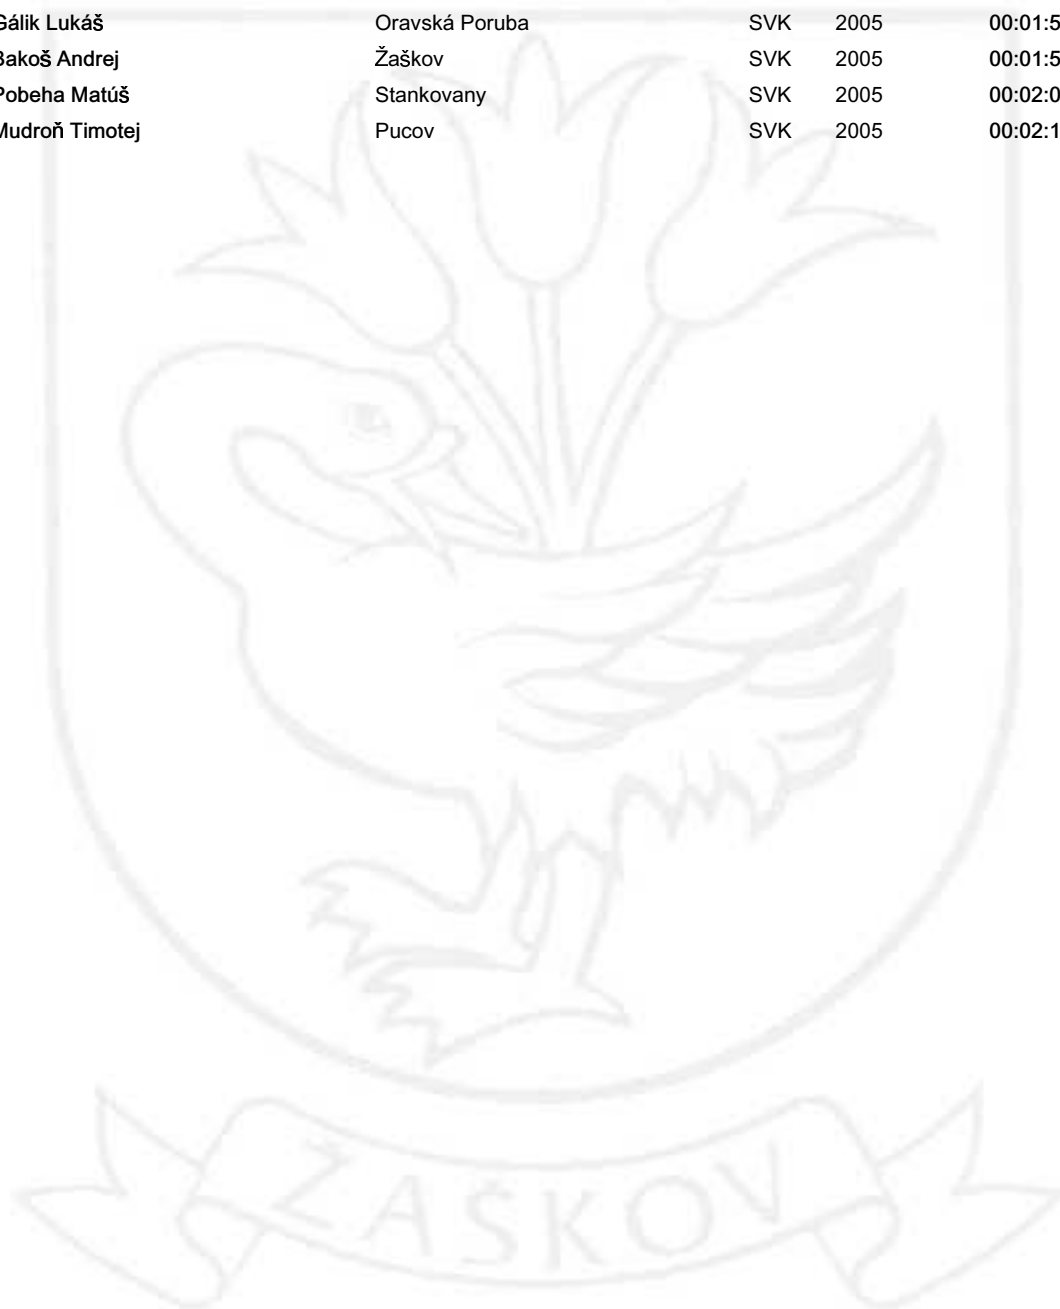 Gálik Lukáš Oravská Poruba SVK 2005 00:01:5
Bakoš Andrej Žaškov SVK 2005 00:01:5
Pobeha Matúš Stankovany SVK 2005 00:02:0
Mudroň Timotej Pucov SVK 2005 00:02:1
ŽAŠKOV